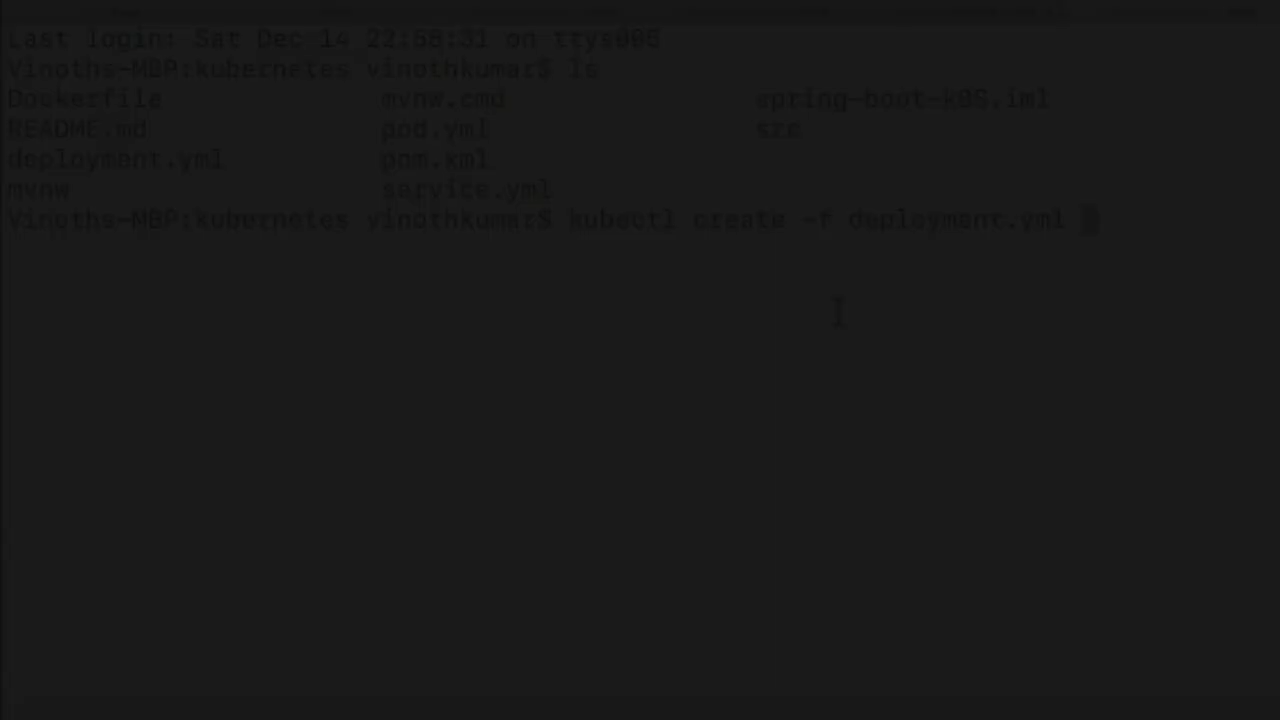 Last login: Sat Dec 14 22:58:31 on ttys008
Vinoths-MBP:kubernetes vinothkumar$ ls
Dockerfile mvnw.cmd spring-boot-k8S.iml
README.md pod.yml src
deployment.yml pom.xml
mvnw service.yml
Vinoths-MBP:kubernetes vinothkumar$ kubectl create -f deployment.yml